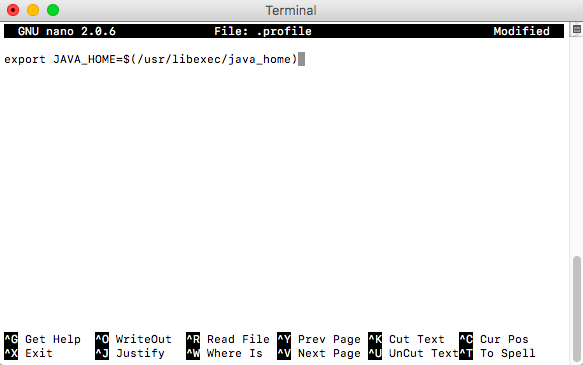 Terminal
GNU nano 2.0.6 File: .profile Modified
export JAVA_HOME=$(/usr/libexec/java_home)
^G Get Help ^O WriteOut ^R Read File ^Y Prev Page ^K Cut Text ^C Cur Pos
^X Exit ^J Justify ^W Where Is ^V Next Page ^U UnCut Text ^T To Spell